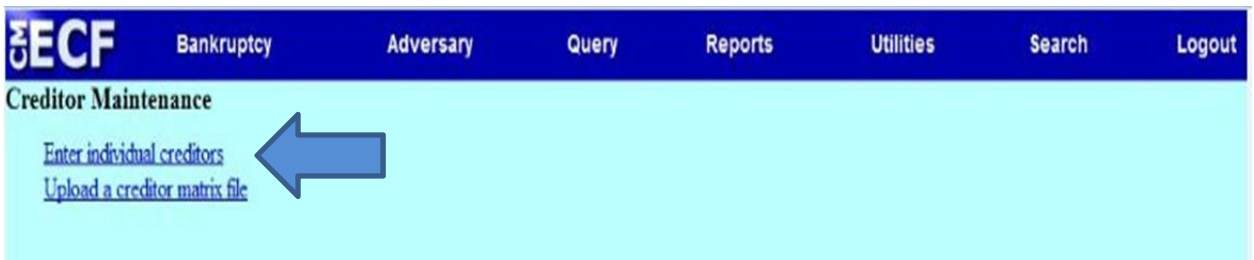 CM ECF Bankruptcy Adversary Query Reports Utilities Search Logout
Creditor Maintenance
Enter individual creditors
Upload a creditor matrix file